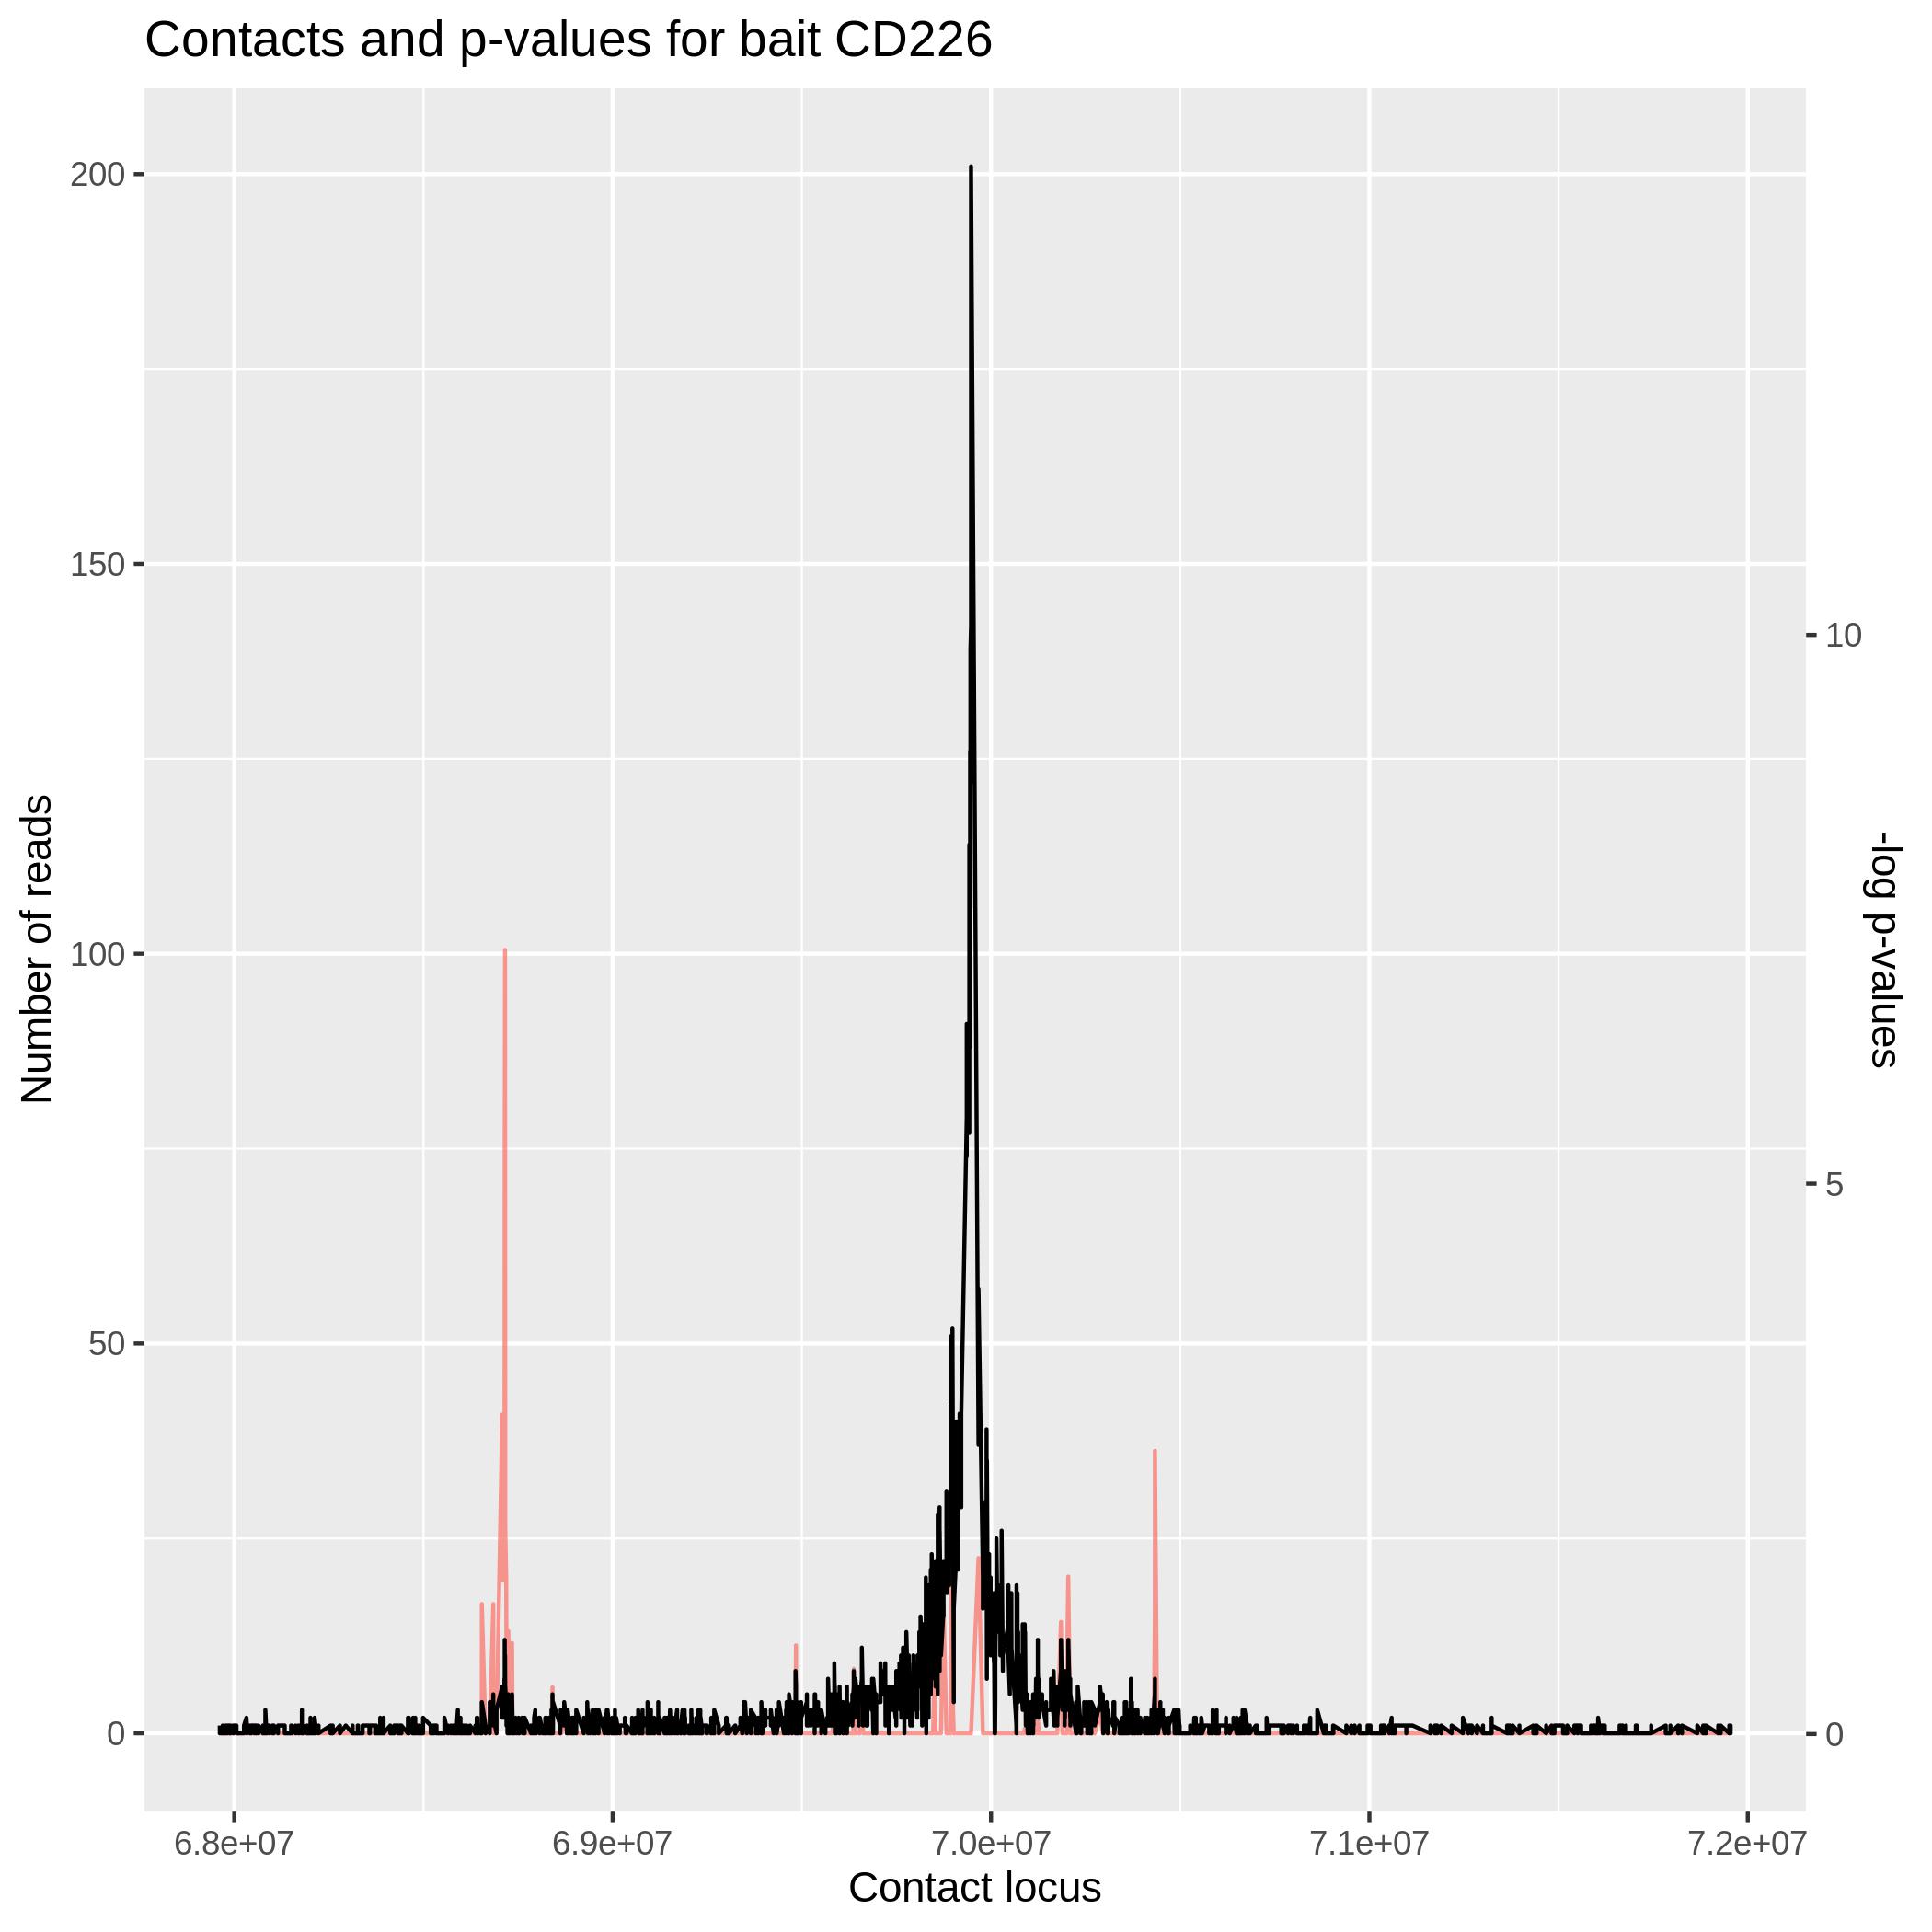 Contacts and p-values for bait CD226
200
150
100
50
0
Number of reads
10
5
0
-log p-values
6.8e+07 6.9e+07 7.0e+07 7.1e+07 7.2e+07
Contact locus